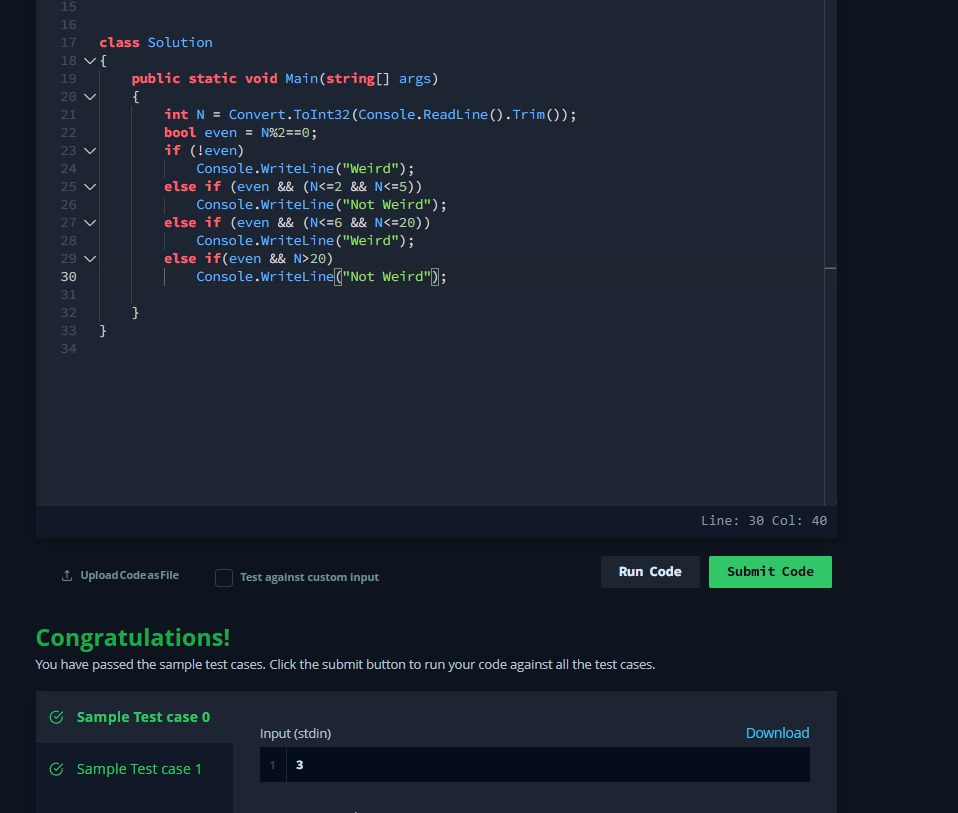 15
16
17 class Solution
18 {
19 public static void Main(string[] args)
20 {
21 int N = Convert.ToInt32(Console.ReadLine().Trim());
22 bool even = N%2==0;
23 if (!even)
24 Console.WriteLine("Weird");
25 else if (even && (N<=2 && N<=5))
26 Console.WriteLine("Not Weird");
27 else if (even && (N<=6 && N<=20))
28 Console.WriteLine("Weird");
29 else if(even && N>20)
30 Console.WriteLine("Not Weird");
31
32 }
33 }
34
Line: 30 Col: 40
Upload Code as File
Test against custom input
Run Code
Submit Code
Congratulations!
You have passed the sample test cases. Click the submit button to run your code against all the test cases.
Sample Test case 0
Sample Test case 1
Input (stdin)
Download
1 3